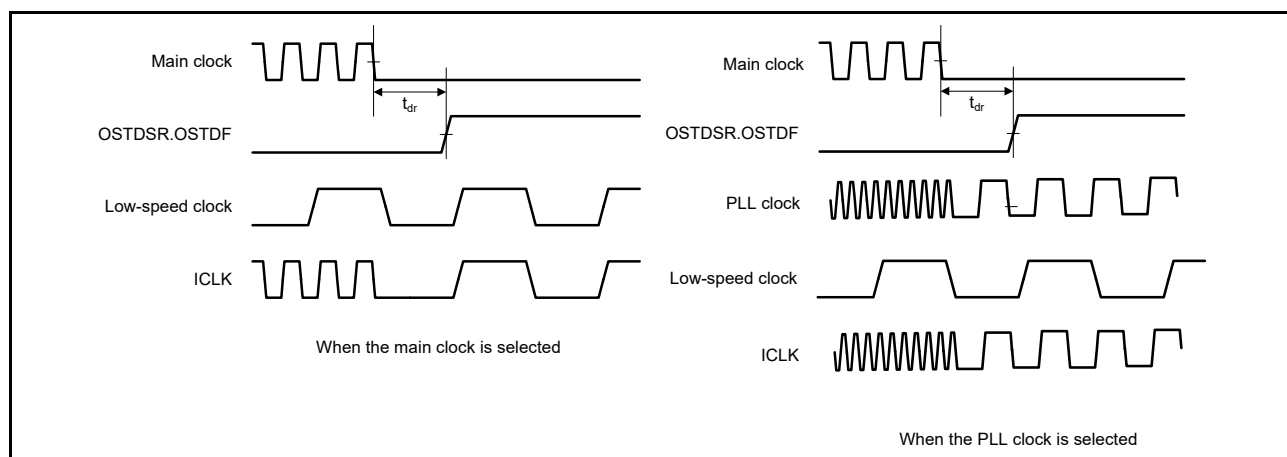 Main clock
t_dr
OSTDSR.OSTDF
Low-speed clock
ICLK
When the main clock is selected
Main clock
t_dr
OSTDSR.OSTDF
PLL clock
Low-speed clock
ICLK
When the PLL clock is selected